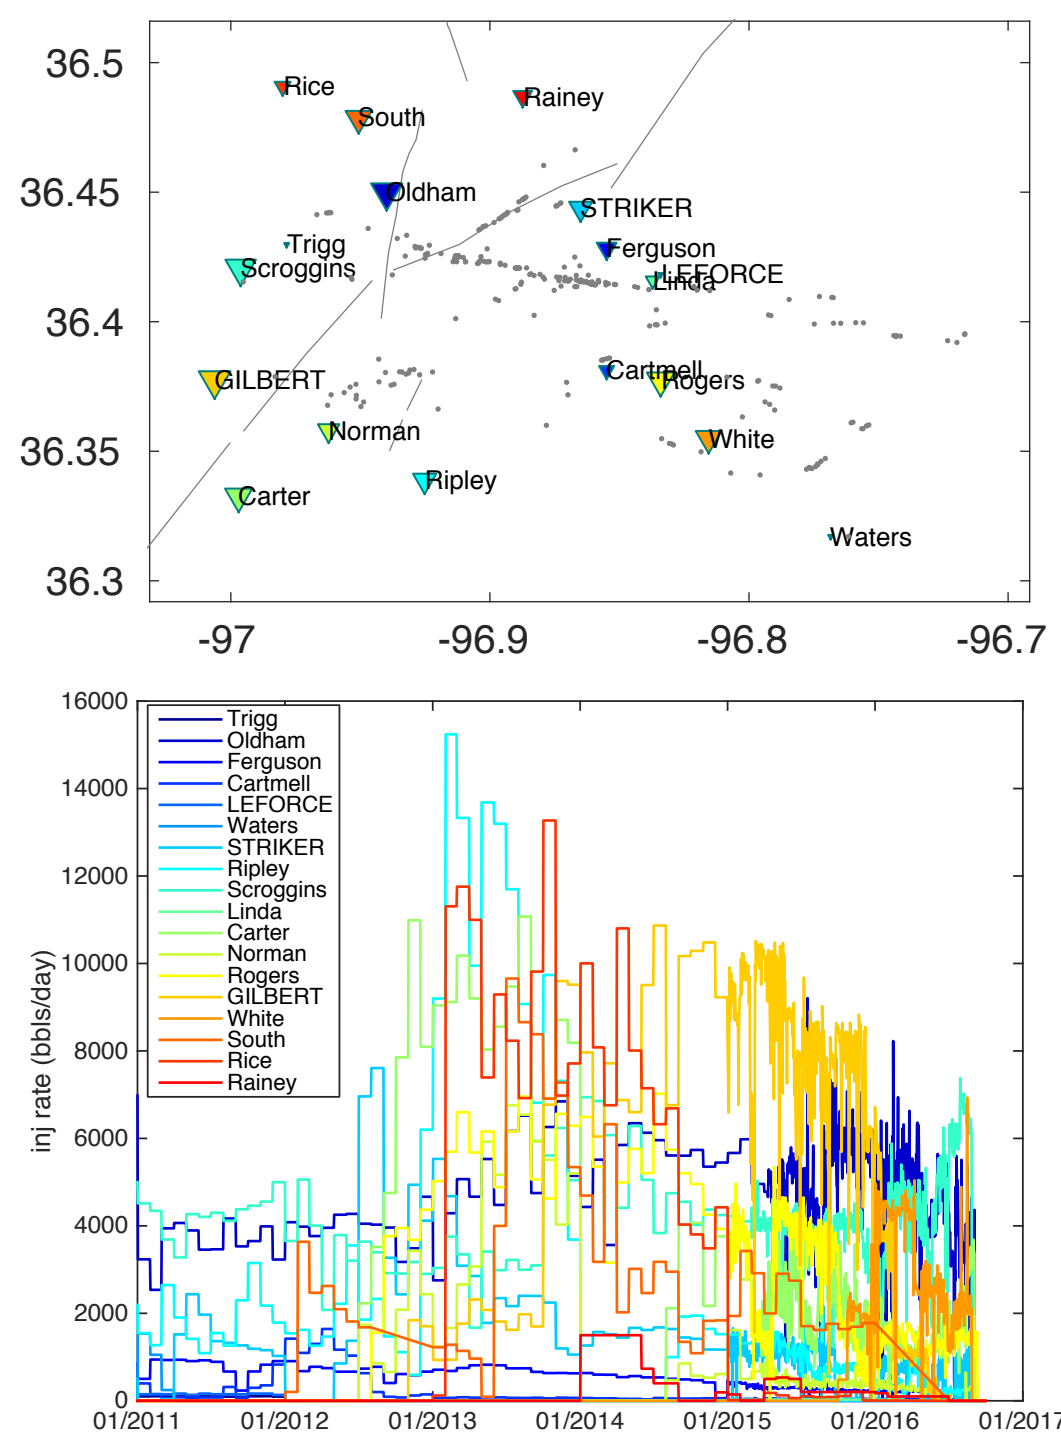 36.5
Rice
Rainey
South
36.45
Oldham
STRIKER
Trigg
Ferguson
Scroggins
LEFORCE
Linda
36.4
GILBERT
Cartmell
Rogers
Norman
White
36.35
Ripley
Carter
Waters
36.3
-97
-96.9
-96.8
-96.7
16000
Trigg
Oldham
Ferguson
14000
Cartmell
LEFORCE
Waters
STRIKER
12000
Ripley
Scroggins
Linda
Carter
10000
Norman
Rogers
GILBERT
White
8000
South
Rice
Rainey
inj rate (bbls/day)
6000
4000
2000
0
01/2011
01/2012
01/2013
01/2014
01/2015
01/2016
01/2017